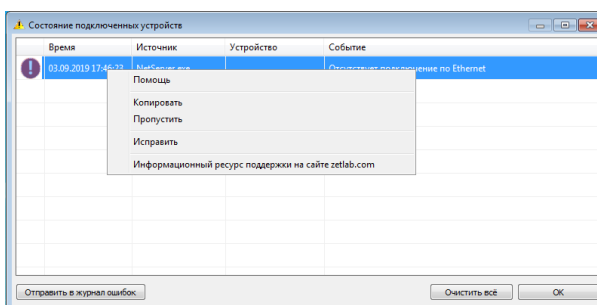 Состояние подключенных устройств
Время Источник Устройство Событие
03.09.2019 17:46:23 NetServer.exe Отсутствует подключение по Ethernet
Помощь
Копировать
Пропустить
Исправить
Информационный ресурс поддержки на сайте zetlab.com
Отправить в журнал ошибок Очистить всё OK